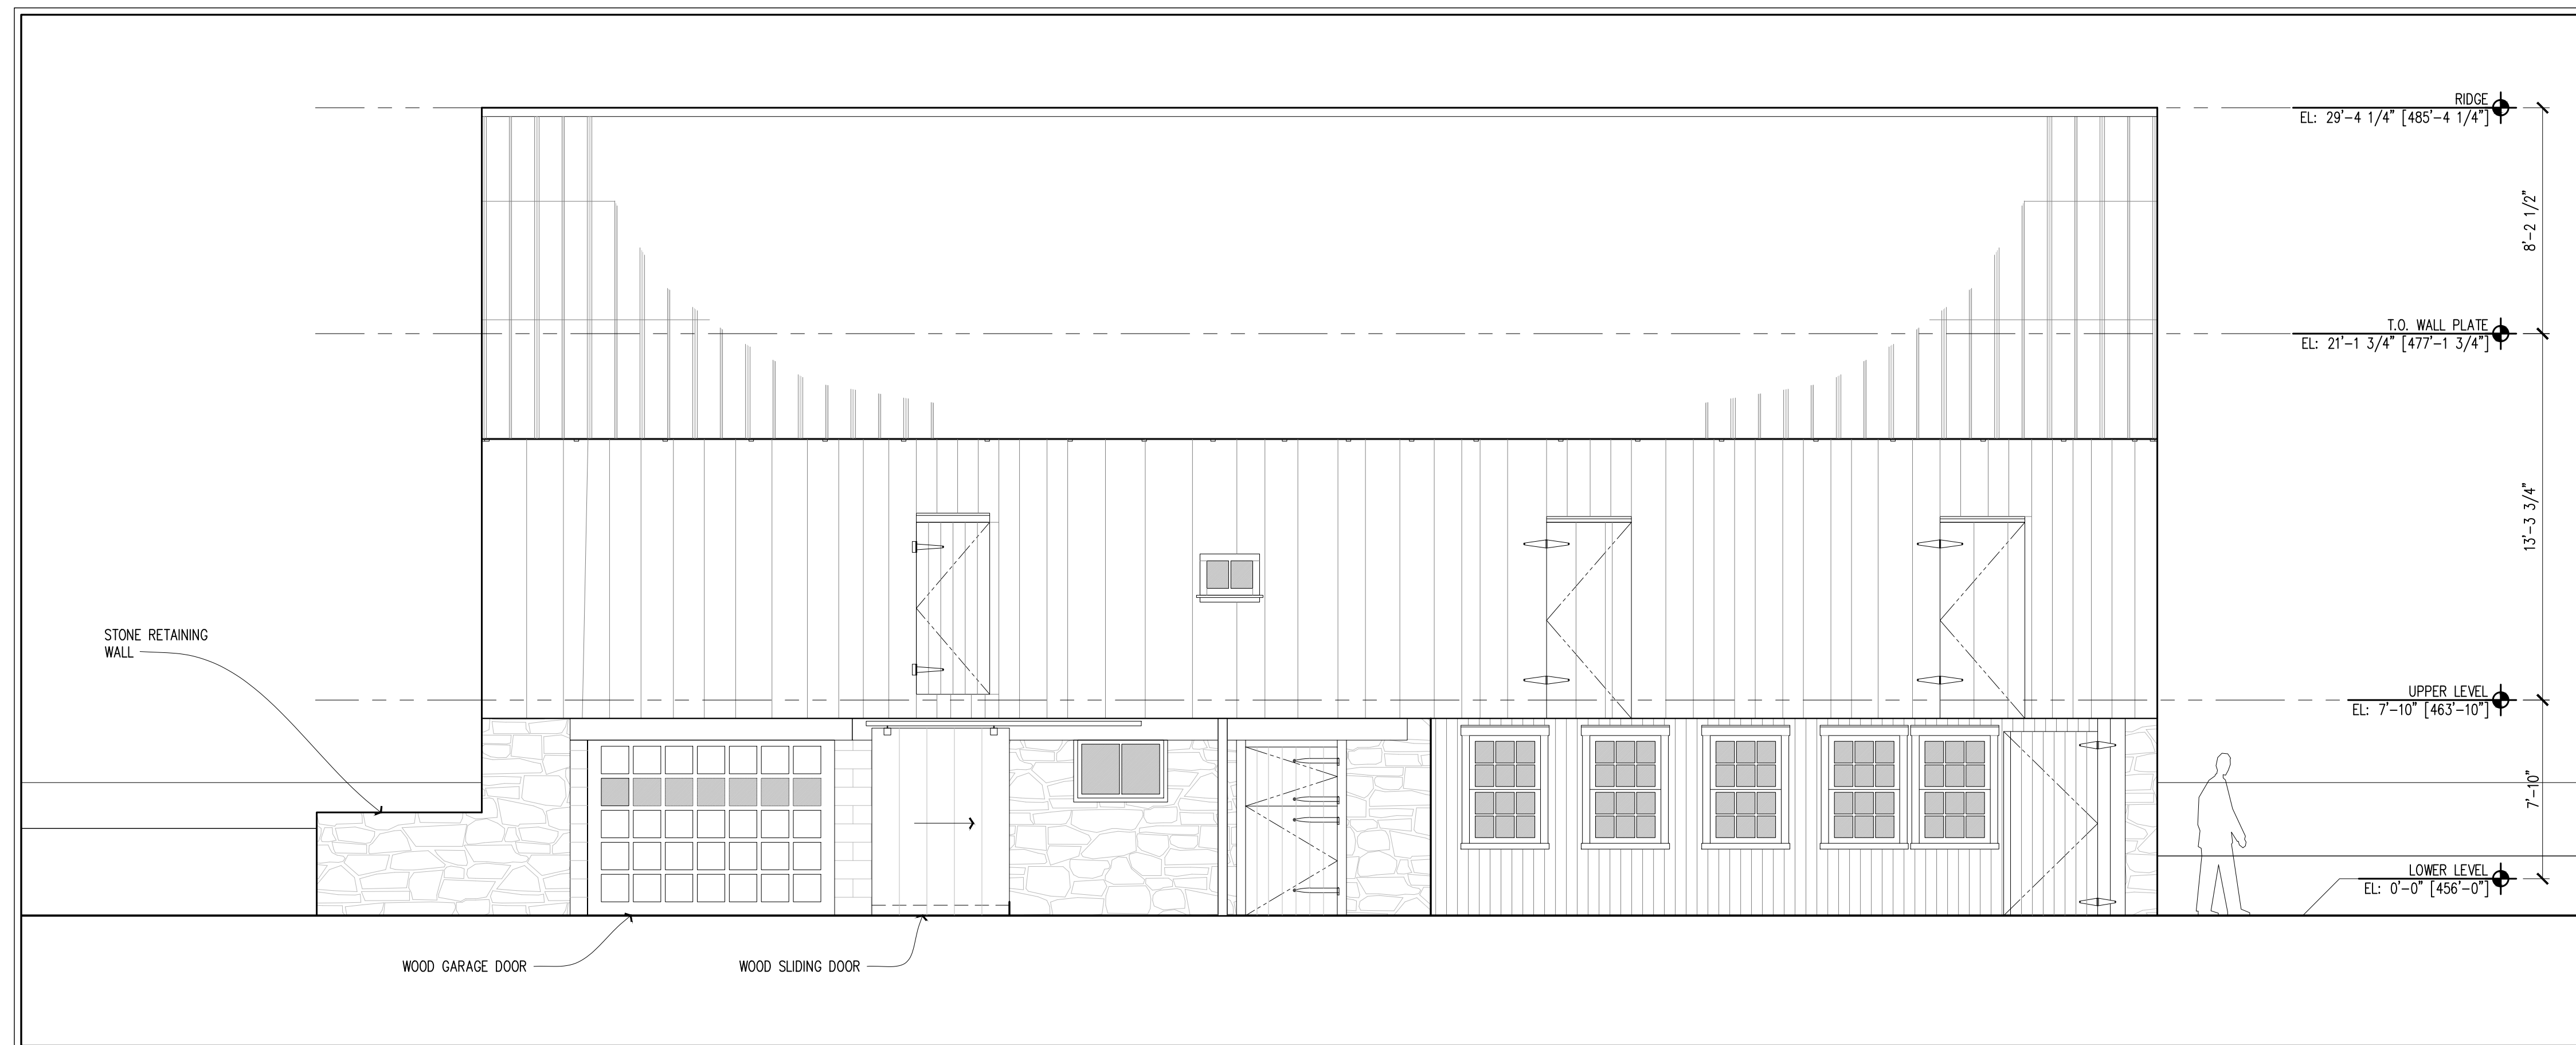 RIDGE
EL: 29'-4 1/4" [485'-4 1/4"]
8'-2 1/2"
T.O. WALL PLATE
EL: 21'-1 3/4" [477'-1 3/4"]
13'-3 3/4"
STONE RETAINING
WALL
UPPER LEVEL
EL: 7'-10" [463'-10"]
7'-10"
LOWER LEVEL
EL: 0'-0" [456'-0"]
WOOD GARAGE DOOR
WOOD SLIDING DOOR